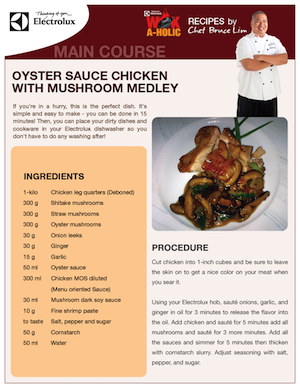 Thinking of you
Electrolux
Electrolux
WOK
A-HOLIC
RECIPES by
Chef Bruce Lim
MAIN COURSE
OYSTER SAUCE CHICKEN
WITH MUSHROOM MEDLEY
If you're in a hurry, this is the perfect dish. It's
simple and easy to make - you can be done in 15
minutes! Then, you can place your dirty dishes and
cookware in your Electrolux dishwasher so you
don't have to do any washing after!
INGREDIENTS
1-kilo Chicken leg quarters (Deboned)
300 g Shitake mushrooms
300 g Straw mushrooms
300 g Oyster mushrooms
30 g Onion leeks
30 g Ginger
15 g Garlic
50 ml Oyster sauce
300 ml Chicken MOS diluted
(Menu oriented Sauce)
30 ml Mushroom dark soy sauce
10 g Fine shrimp paste
to taste Salt, pepper and sugar
50 g Cornstarch
50 ml Water
PROCEDURE
Cut chicken into 1-inch cubes and be sure to leave
the skin on to get a nice color on your meat when
you sear it.
Using your Electrolux hob, sauté onions, garlic, and
ginger in oil for 3 minutes to release the flavor into
the oil. Add chicken and sauté for 5 minutes add all
mushrooms and sauté for 3 more minutes. Add all
the sauces and simmer for 5 minutes then thicken
with cornstarch slurry. Adjust seasoning with salt,
pepper, and sugar.